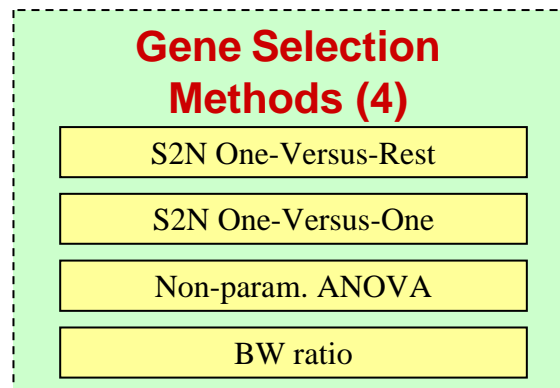 Gene Selection
Methods (4)
S2N One-Versus-Rest
S2N One-Versus-One
Non-param. ANOVA
BW ratio